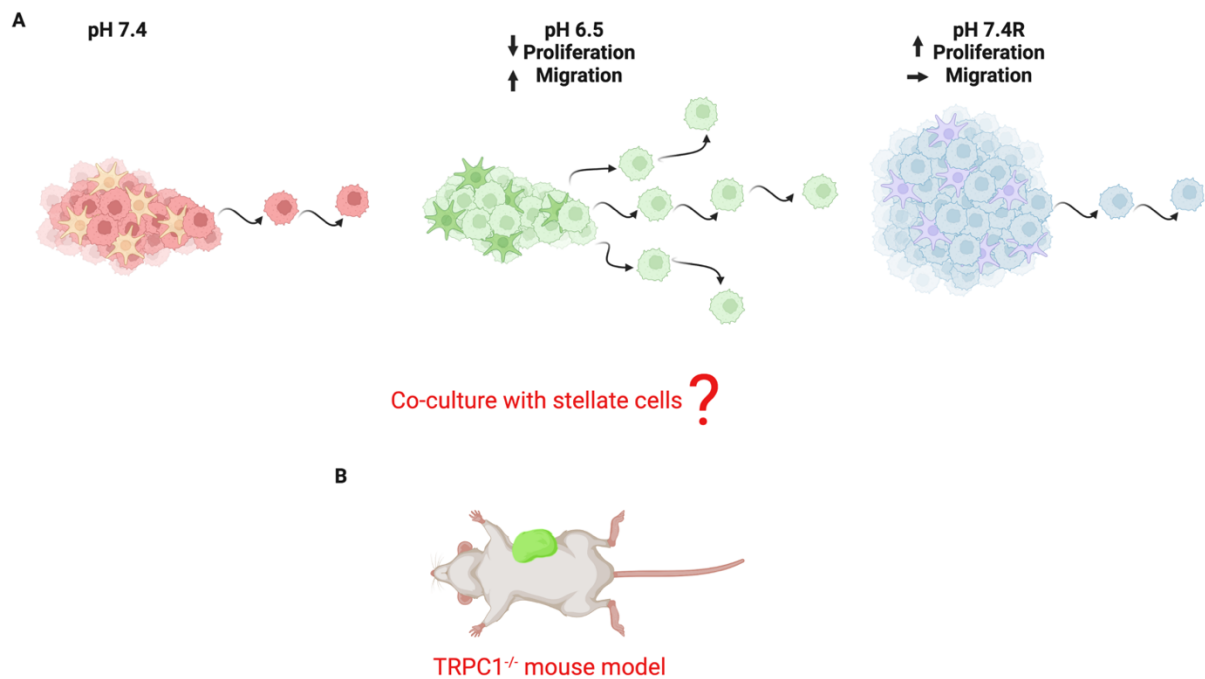 A
pH 7.4
pH 6.5
↓ Proliferation
↑ Migration
pH 7.4R
↑ Proliferation
→ Migration
Co-culture with stellate cells ?
B
TRPC1-/- mouse model